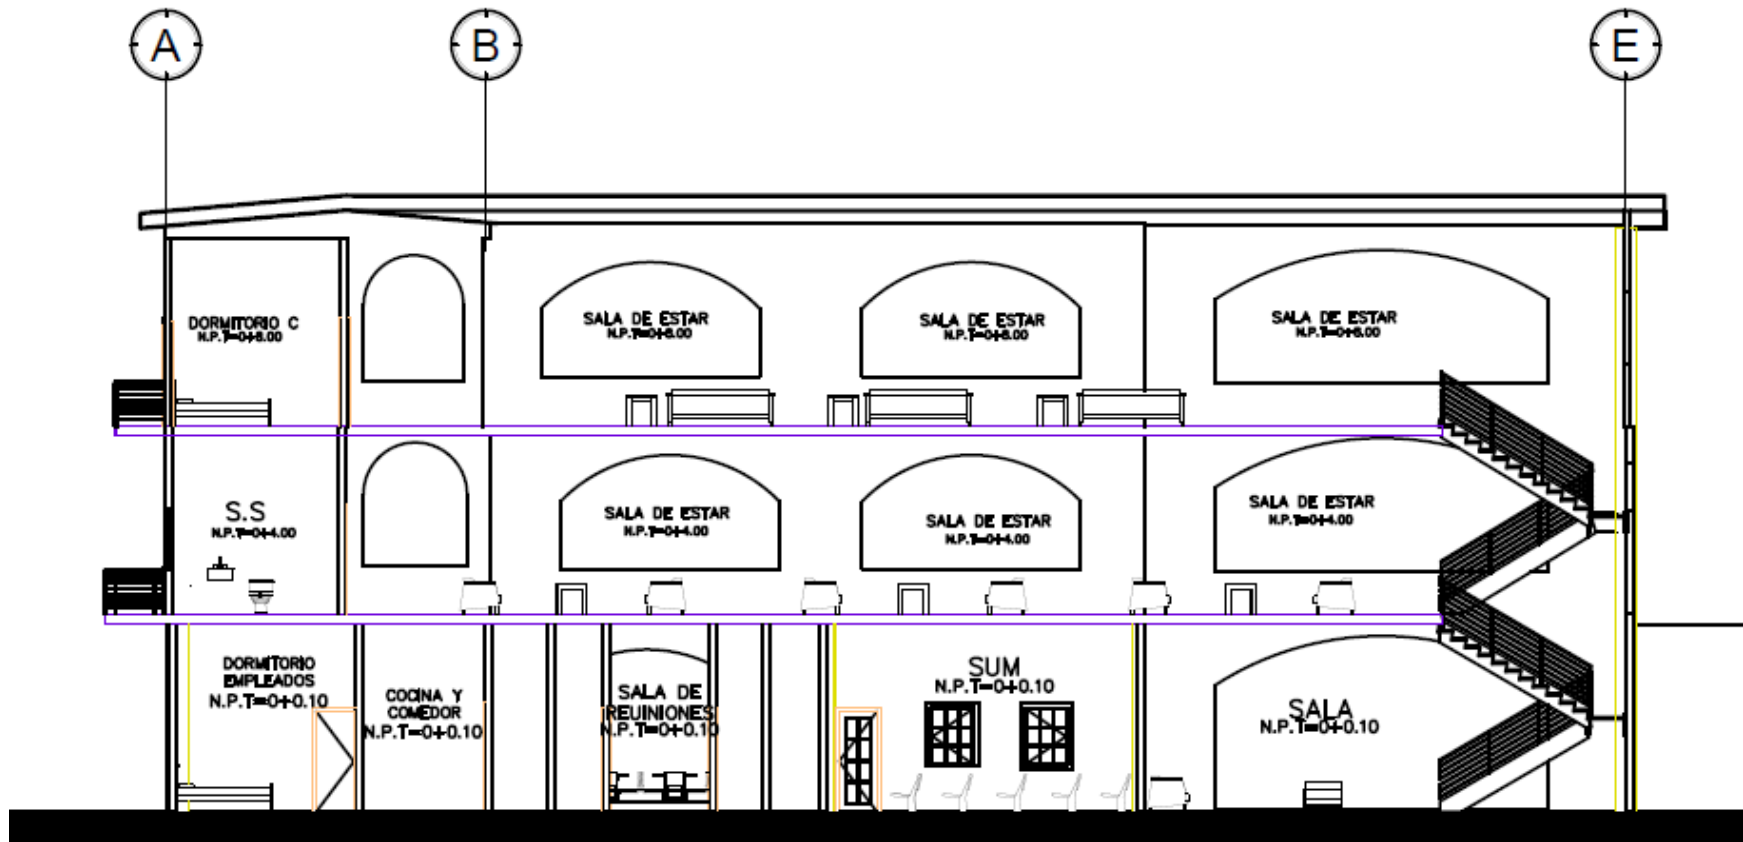 A
B
E
DORMITORIO C
N.P.T=0+8.00
SALA DE ESTAR
N.P.T=0+8.00
SALA DE ESTAR
N.P.T=0+8.00
SALA DE ESTAR
N.P.T=0+8.00
S.S
N.P.T=0+4.00
SALA DE ESTAR
N.P.T=0+4.00
SALA DE ESTAR
N.P.T=0+4.00
SALA DE ESTAR
N.P.T=0+4.00
DORMITORIO
EMPLEADOS
N.P.T=0+0.10
COCINA Y
COMEDOR
N.P.T=0+0.10
SALA DE
REUINIONES
N.P.T=0+0.10
SUM
N.P.T=0+0.10
SALA
N.P.T=0+0.10